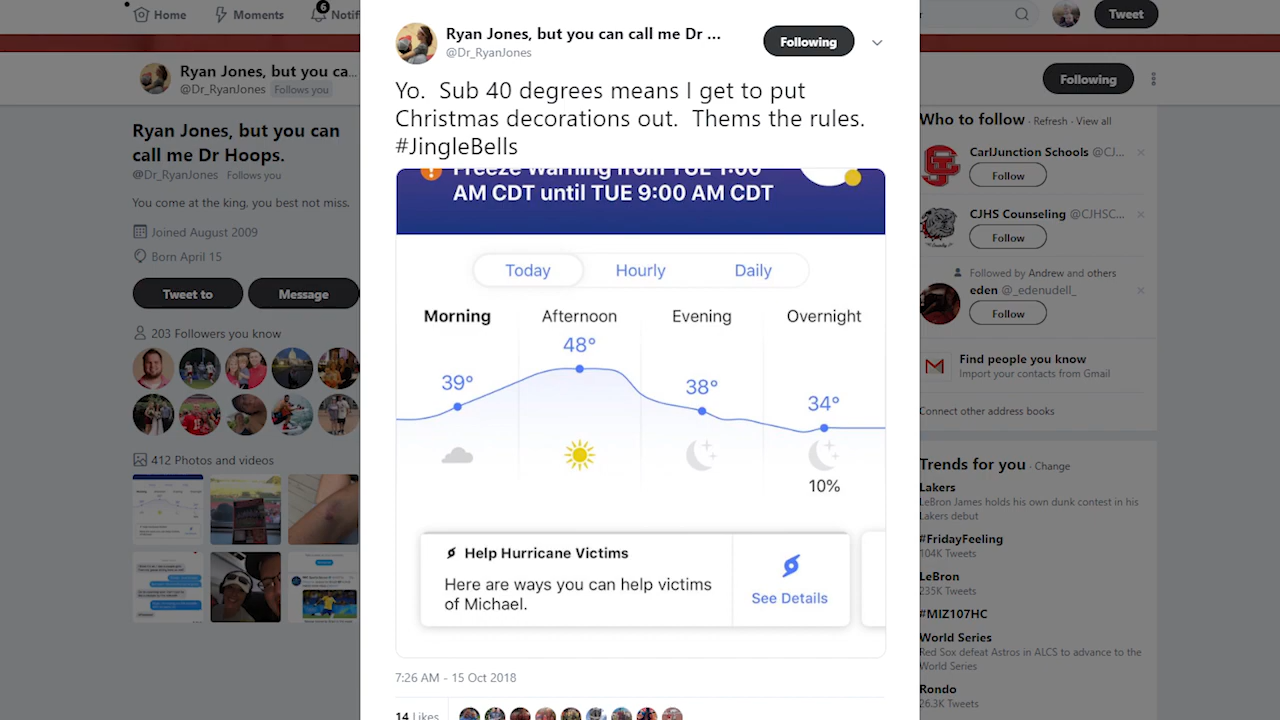 Home
Moments
6
Notif
Tweet
Ryan Jones, but you ca...
@Dr_RyanJones Follows you
Following
Ryan Jones, but you can
call me Dr Hoops.
@Dr_RyanJones Follows you
You come at the king, you best not miss.
Joined August 2009
Born April 15
Tweet to
Message
203 Followers you know
412 Photos and videos
Ryan Jones, but you can call me Dr ...
@Dr_RyanJones
Following
Yo. Sub 40 degrees means I get to put
Christmas decorations out. Thems the rules.
#JingleBells
Freeze Warning from TUE 1:00
AM CDT until TUE 9:00 AM CDT
Today Hourly Daily
Morning Afternoon Evening Overnight
39° 48° 38° 34°
10%
Help Hurricane Victims
Here are ways you can help victims
of Michael.
See Details
7:26 AM - 15 Oct 2018
14 Likes
Who to follow · Refresh · View all
CarlJunction Schools @CJ...
Follow
CJHS Counseling @CJHSC...
Follow
Followed by Andrew and others
eden @_edenudell_
Follow
Find people you know
Import your contacts from Gmail
Connect other address books
Trends for you · Change
Lakers
LeBron James holds his own dunk contest in his
Lakers debut
#FridayFeeling
104K Tweets
LeBron
235K Tweets
#MIZ107HC
World Series
Red Sox defeat Astros in ALCS to advance to the
World Series
Rondo
26.3K Tweets